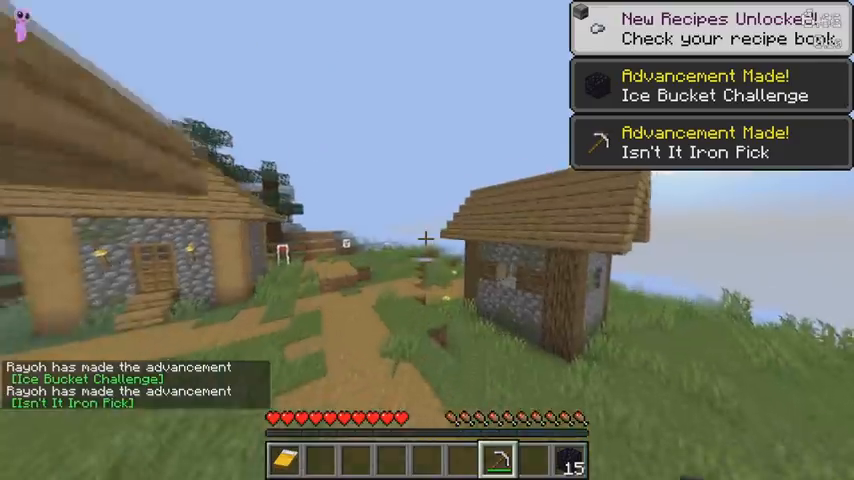 New Recipes Unlocked!
Check your recipe book
Advancement Made!
Ice Bucket Challenge
Advancement Made!
Isn't It Iron Pick
Rayoh has made the advancement
[Ice Bucket Challenge]
Rayoh has made the advancement
[Isn't It Iron Pick]
15